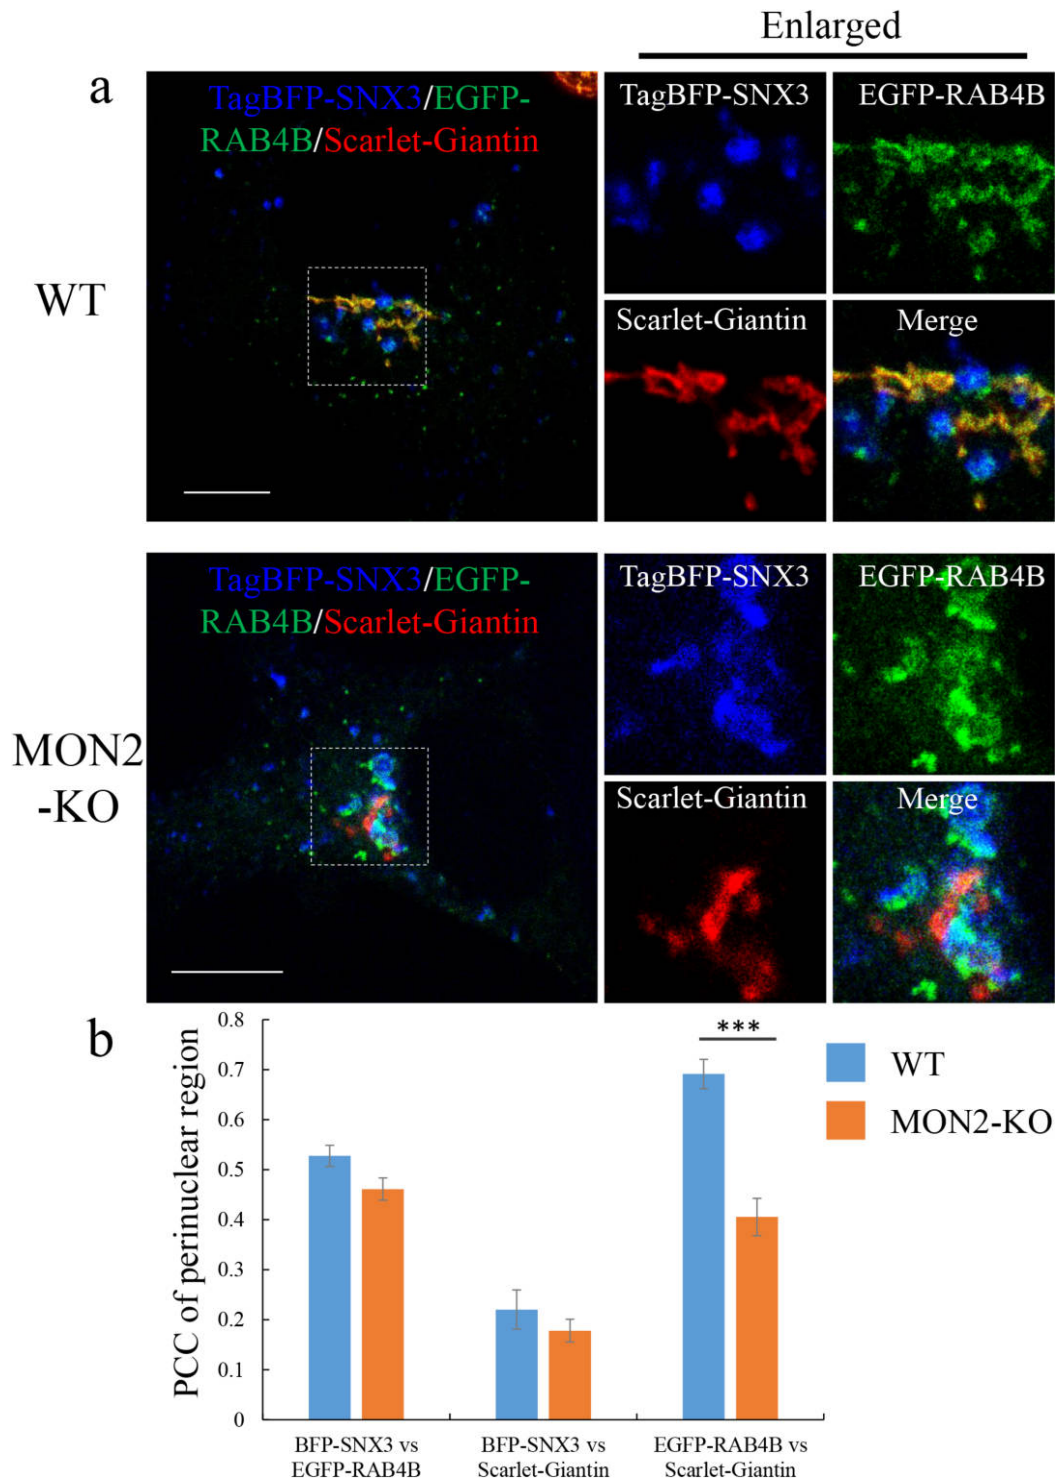 Enlarged
a
TagBFP-SNX3/EGFP-
RAB4B/Scarlet-Giantin
TagBFP-SNX3
EGFP-RAB4B
WT
Scarlet-Giantin
Merge
TagBFP-SNX3/EGFP-
RAB4B/Scarlet-Giantin
TagBFP-SNX3
EGFP-RAB4B
MON2
-KO
Scarlet-Giantin
Merge
b
PCC of perinuclear region
0.8
0.7
0.6
0.5
0.4
0.3
0.2
0.1
0
***
WT
MON2-KO
BFP-SNX3 vs
EGFP-RAB4B
BFP-SNX3 vs
Scarlet-Giantin
EGFP-RAB4B vs
Scarlet-Giantin